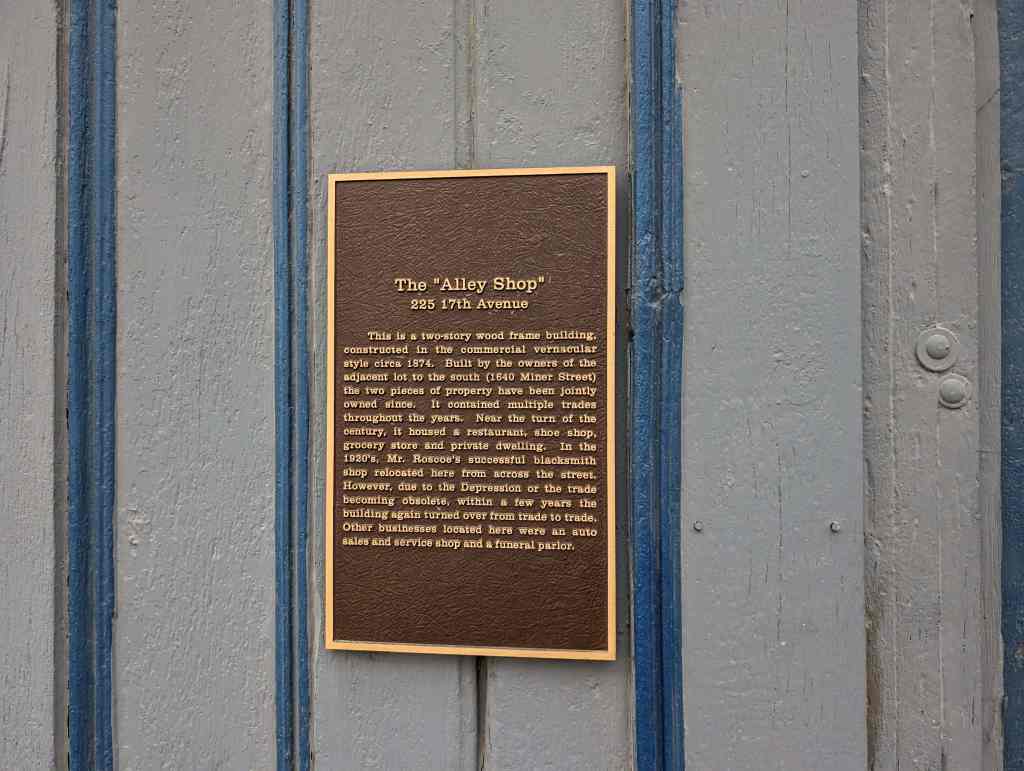 The "Alley Shop"
225 17th Avenue
This is a two-story wood frame building,
constructed in the commercial vernacular
style circa 1874. Built by the owners of the
adjacent lot to the south (1640 Miner Street)
the two pieces of property have been jointly
owned since. It contained multiple trades
throughout the years. Near the turn of the
century, it housed a restaurant, shoe shop,
grocery store and private dwelling. In the
1920's, Mr. Roscoe's successful blacksmith
shop relocated here from across the street.
However, due to the Depression or the trade
becoming obsolete, within a few years the
building again turned over from trade to trade.
Other businesses located here were an auto
sales and service shop and a funeral parlor.